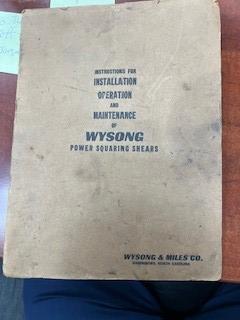 INSTRUCTIONS FOR
INSTALLATION
OPERATION
AND
MAINTENANCE
OF
WYSONG
POWER SQUARING SHEARS
WYSONG & MILES CO.
GREENSBORO, NORTH CAROLINA